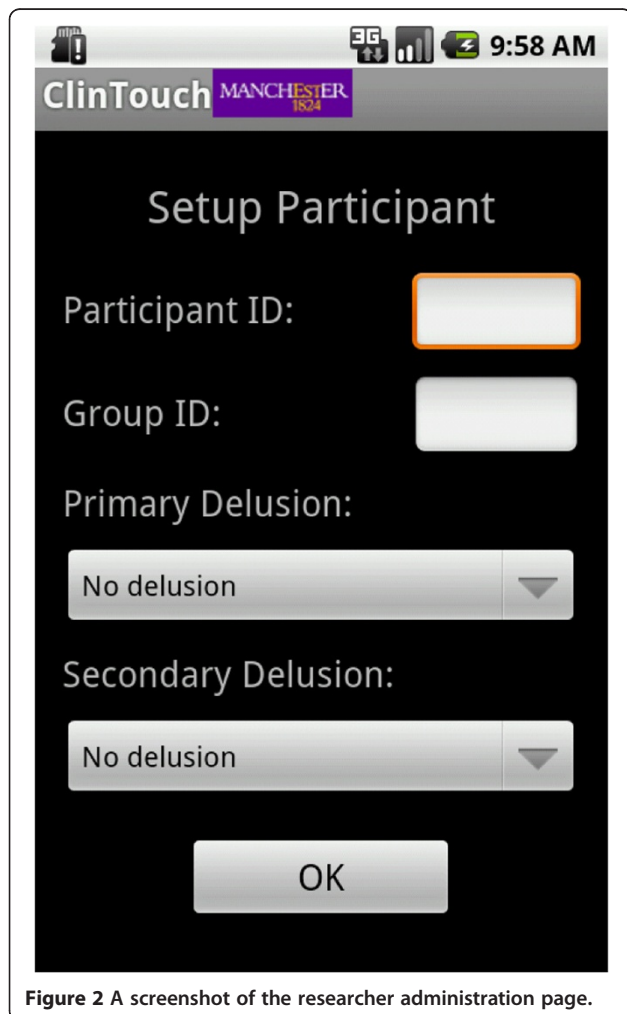 3G 9:58 AM
ClinTouch MANCHESTER
1824
Setup Participant
Participant ID:
Group ID:
Primary Delusion:
No delusion
Secondary Delusion:
No delusion
OK
Figure 2 A screenshot of the researcher administration page.